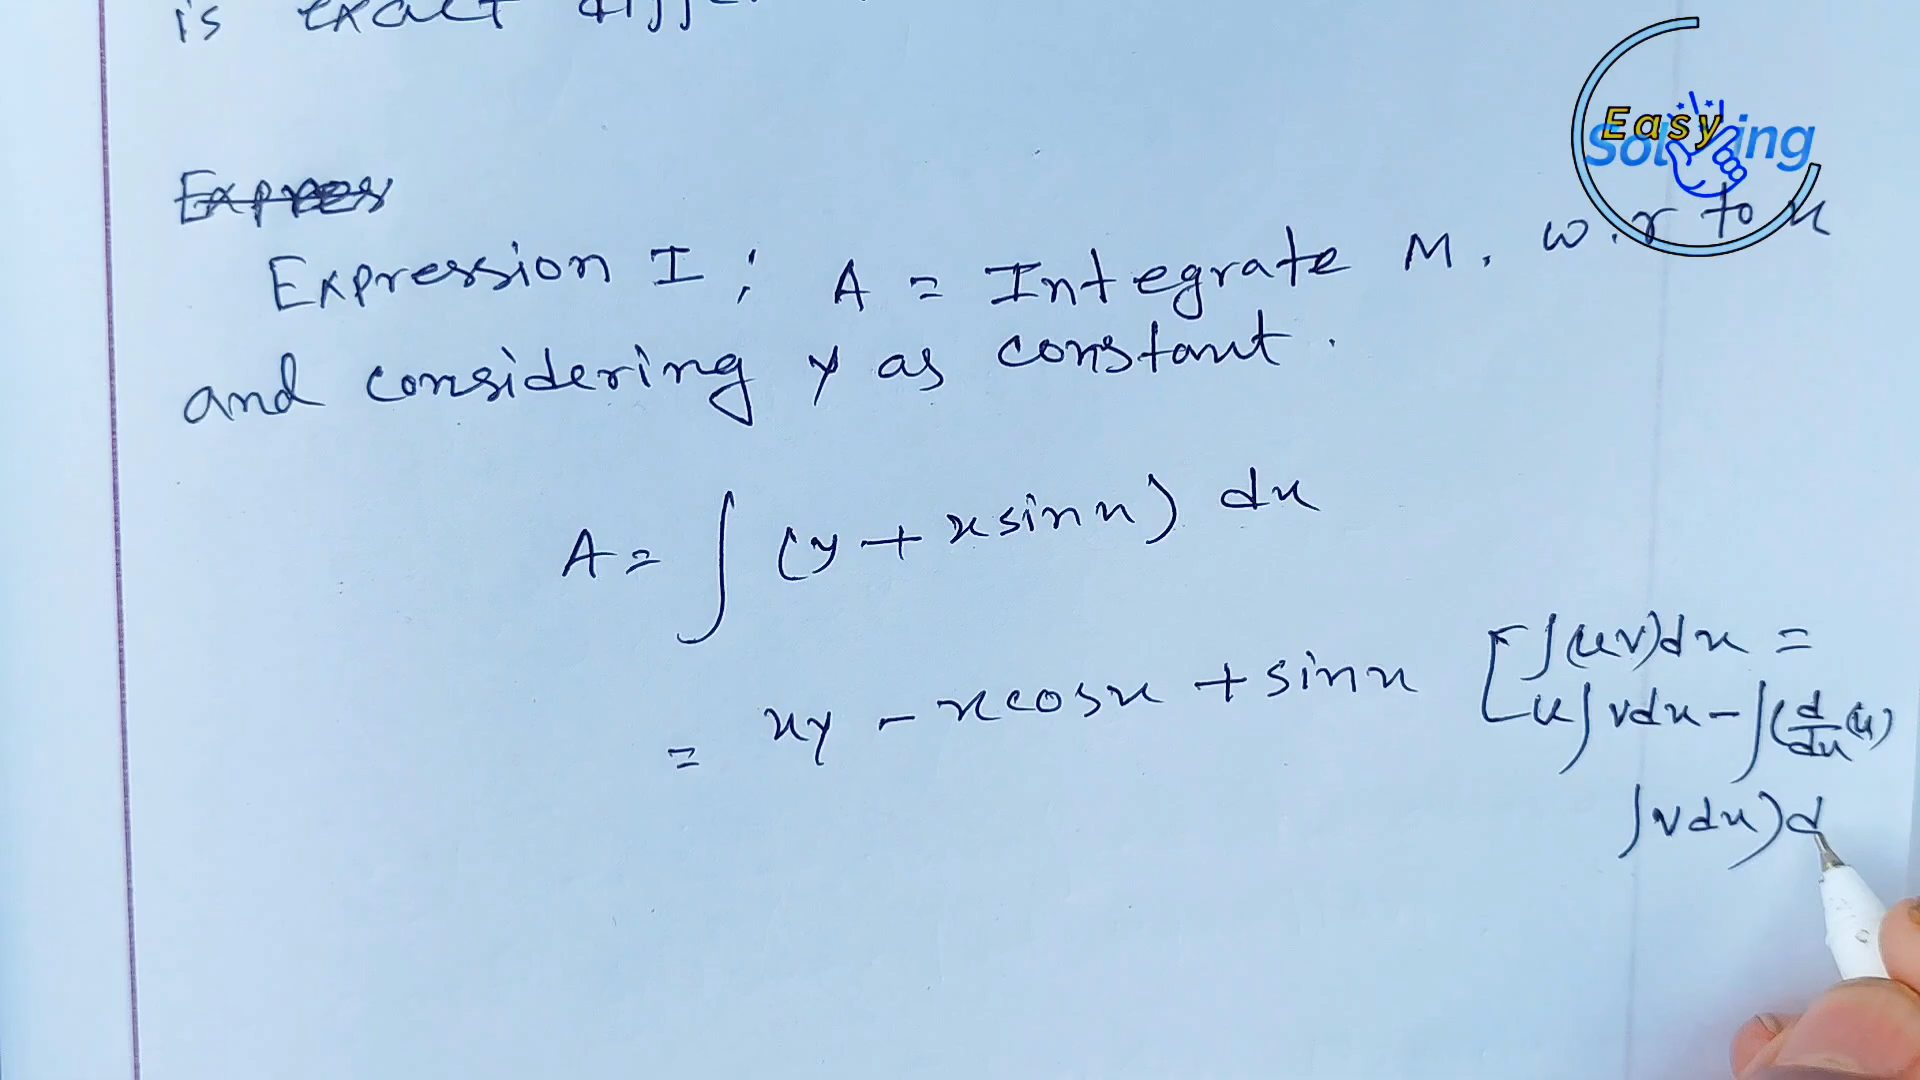 is exact
Easy
Solving
Expres
Expression I ; A = Integrate M. w.r to x
and considering y as constant.
A = ∫ (y + x sin x) dx
= xy - x cos x + sin x
[∫(uv)dx =
u∫vdx - ∫(d/dx (u)
∫vdx)d